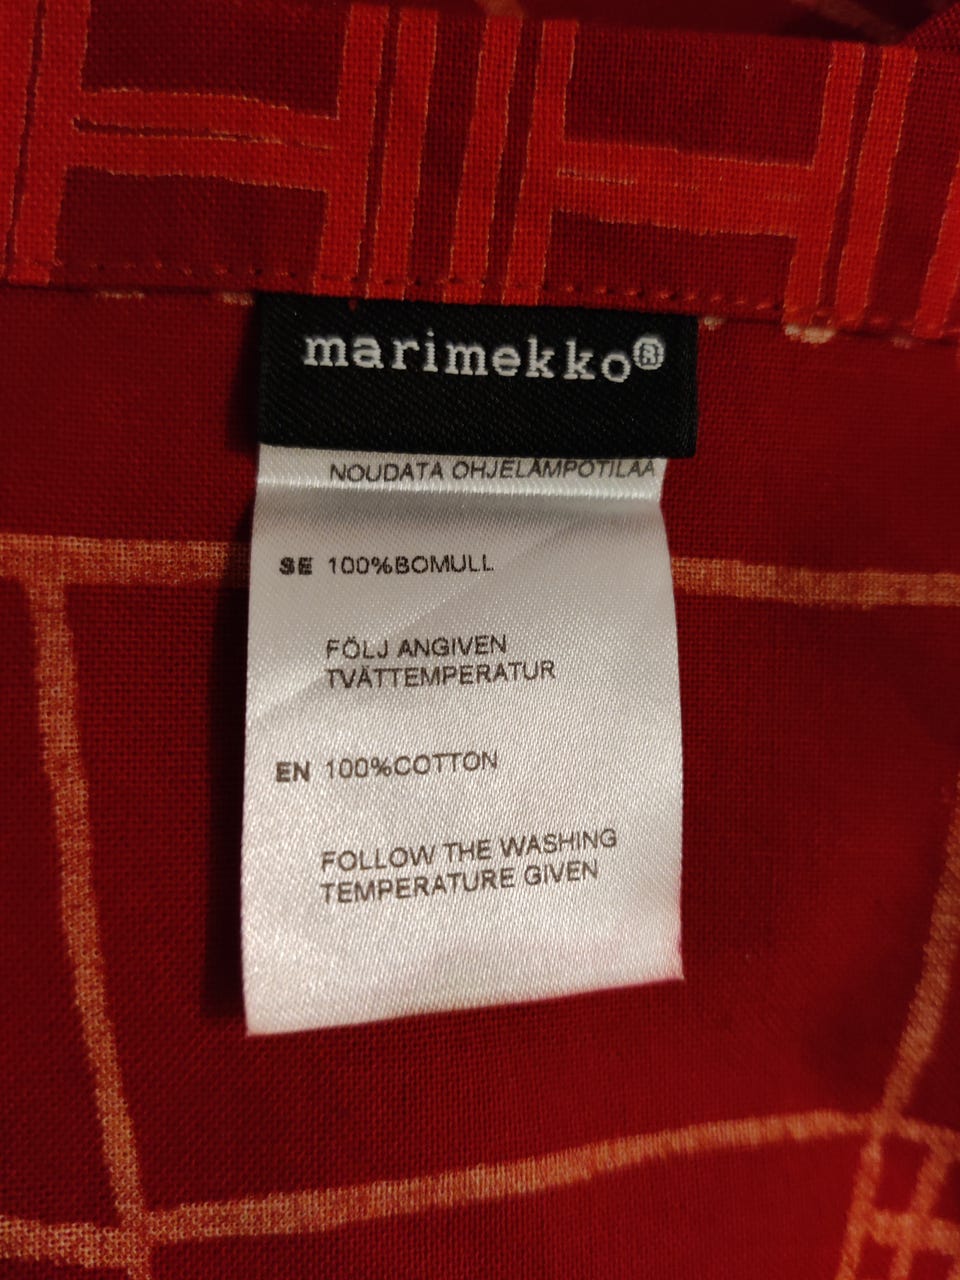 marimekko®
NOUDATA OHJELÄMPÖTILAA
SE 100%BOMULL
FÖLJ ANGIVEN
TVÄTTEMPERATUR
EN 100%COTTON
FOLLOW THE WASHING
TEMPERATURE GIVEN